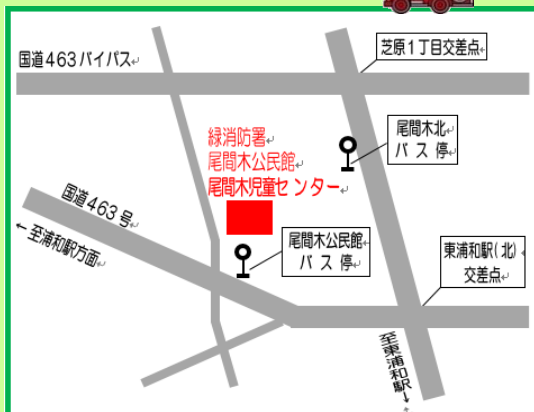 国道463バイパス
芝原1丁目交差点
緑消防署
尾間木公民館
尾間木児童センター
尾間木北
バス停
国道463号
← 至浦和駅方面
尾間木公民館
バス停
東浦和駅(北)
交差点
至東浦和駅→